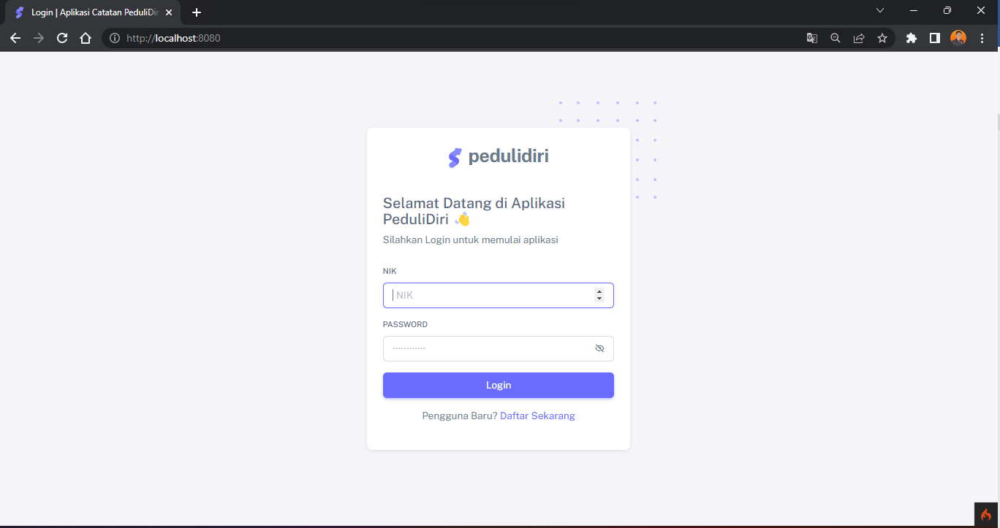 Login | Aplikasi Catatan PeduliDir
http://localhost:8080
pedulidiri
Selamat Datang di Aplikasi
PeduliDiri 👋
Silahkan Login untuk memulai aplikasi
NIK
NIK
PASSWORD
············
Login
Pengguna Baru? Daftar Sekarang